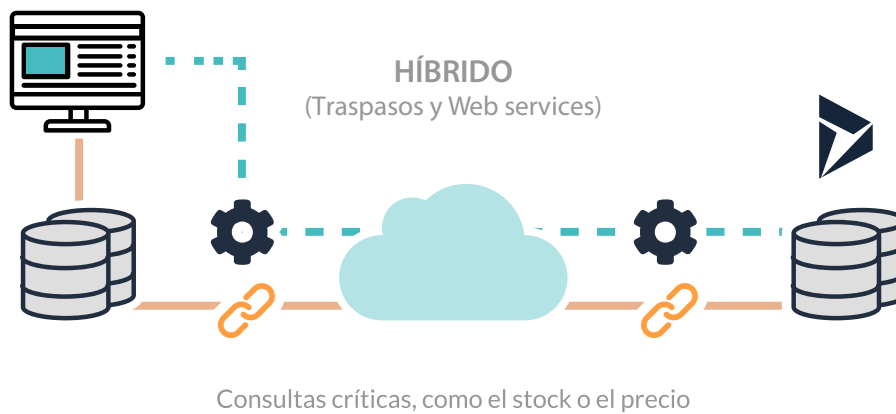 HÍBRIDO
(Traspasos y Web services)
Consultas críticas, como el stock o el precio